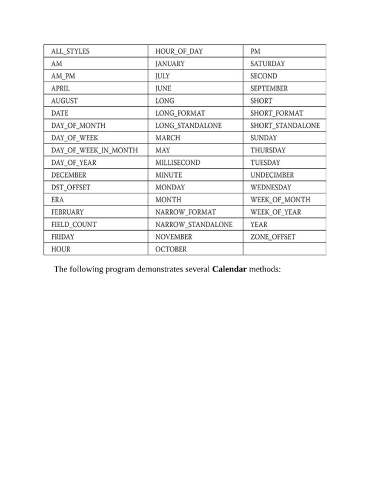 ALL_STYLES HOUR_OF_DAY PM
AM JANUARY SATURDAY
AM_PM JULY SECOND
APRIL JUNE SEPTEMBER
AUGUST LONG SHORT
DATE LONG_FORMAT SHORT_FORMAT
DAY_OF_MONTH LONG_STANDALONE SHORT_STANDALONE
DAY_OF_WEEK MARCH SUNDAY
DAY_OF_WEEK_IN_MONTH MAY THURSDAY
DAY_OF_YEAR MILLISECOND TUESDAY
DECEMBER MINUTE UNDECIMBER
DST_OFFSET MONDAY WEDNESDAY
ERA MONTH WEEK_OF_MONTH
FEBRUARY NARROW_FORMAT WEEK_OF_YEAR
FIELD_COUNT NARROW_STANDALONE YEAR
FRIDAY NOVEMBER ZONE_OFFSET
HOUR OCTOBER
The following program demonstrates several Calendar methods: